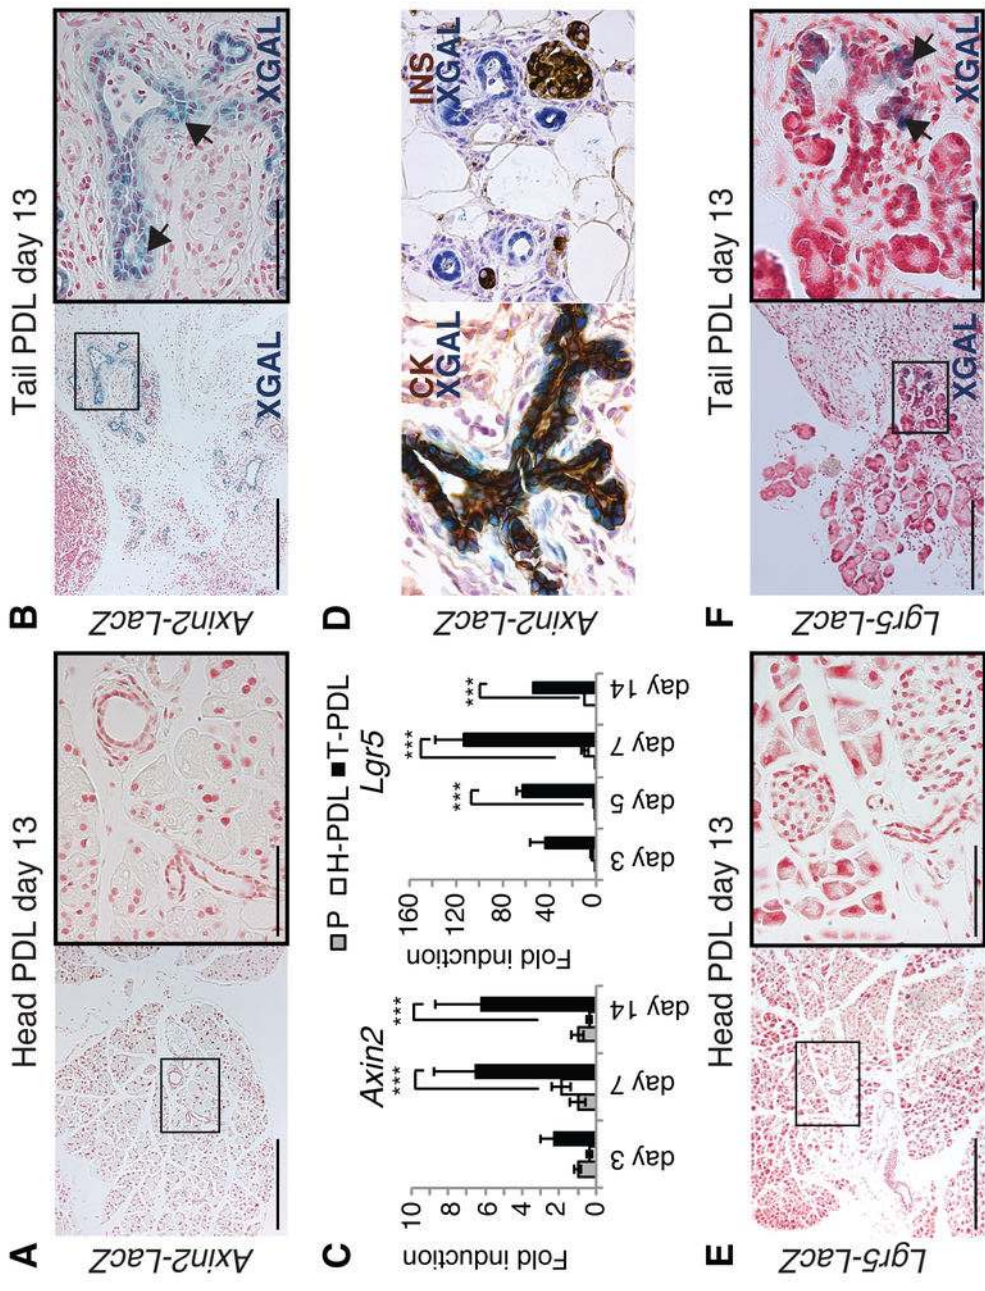 A
Head PDL day 13
Axin2-LacZ
B
Tail PDL day 13
Axin2-LacZ
XGAL
XGAL
C
P H-PDL T-PDL
Axin2
Fold induction
10
8
6
4
2
0
***
***
day 3
day 7
day 14
Lgr5
Fold induction
160
120
80
40
0
***
***
***
day 3
day 5
day 7
day 14
D
Axin2-LacZ
CK
XGAL
INS
XGAL
E
Head PDL day 13
Lgr5-LacZ
F
Tail PDL day 13
Lgr5-LacZ
XGAL
XGAL